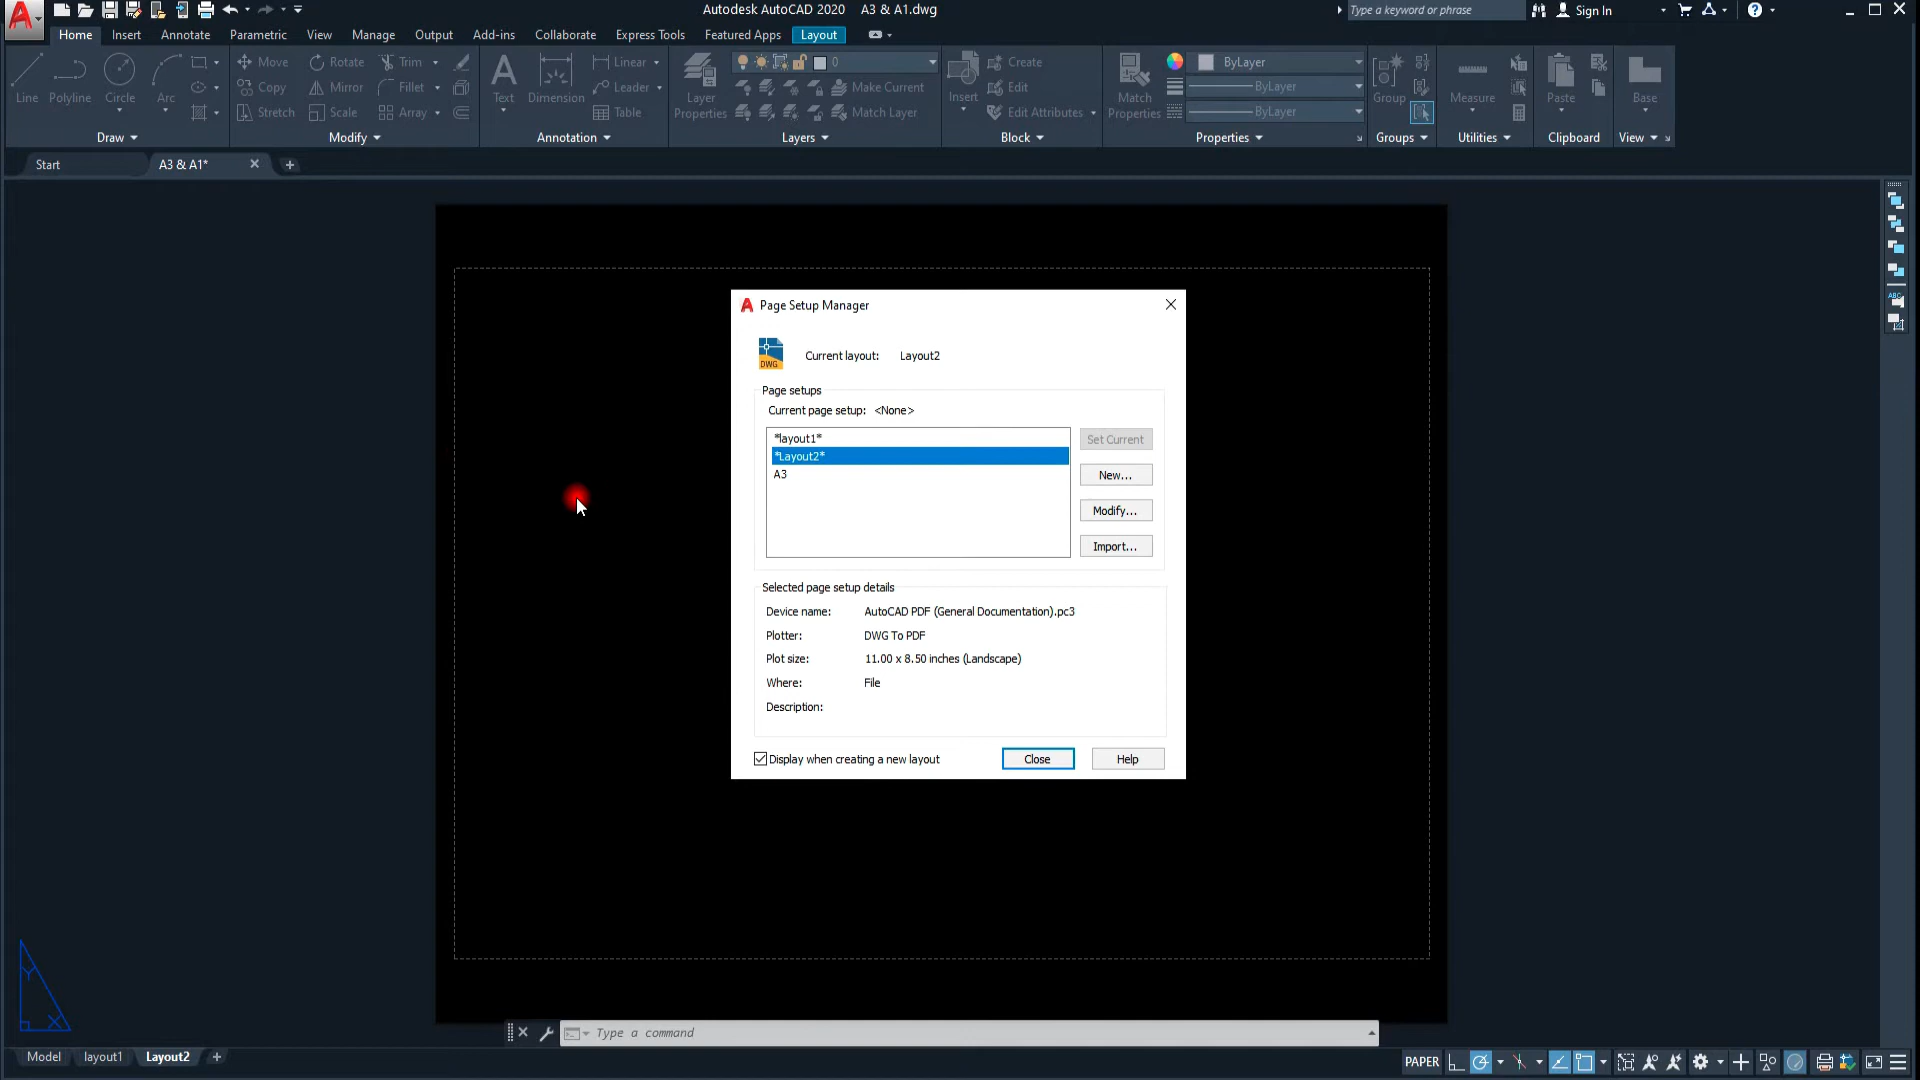 Autodesk AutoCAD 2020 A3 & A1.dwg
Type a keyword or phrase
Sign In
Home Insert Annotate Parametric View Manage Output Add-ins Collaborate Express Tools Featured Apps Layout
Line Polyline Circle Arc
Move Rotate Trim
Copy Mirror Fillet
Stretch Scale Array
Text Dimension
Linear
Leader
Table
Layer Properties
0
Make Current
Match Layer
Insert
Create
Edit
Edit Attributes
Match Properties
ByLayer
ByLayer
ByLayer
Group
Measure
Paste
Base
Draw Modify Annotation Layers Block Properties Groups Utilities Clipboard View
Start A3 & A1*
Page Setup Manager
DWG
Current layout: Layout2
Page setups
Current page setup: <None>
*layout1*
*Layout2*
A3
Set Current
New...
Modify...
Import...
Selected page setup details
Device name: AutoCAD PDF (General Documentation).pc3
Plotter: DWG To PDF
Plot size: 11.00 x 8.50 inches (Landscape)
Where: File
Description:
Display when creating a new layout
Close Help
ABC
Y
X
Type a command
Model layout1 Layout2
PAPER